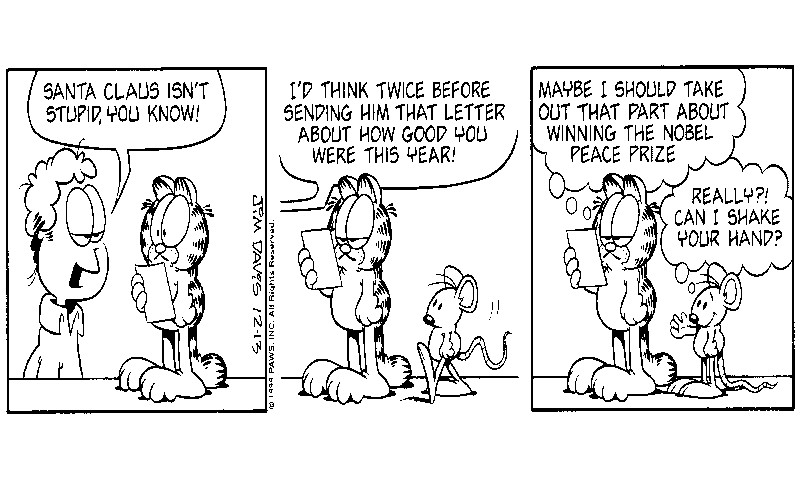 SANTA CLAUS ISN'T
STUPID, YOU KNOW!
JIM DAVIS 12-13
I'D THINK TWICE BEFORE
SENDING HIM THAT LETTER
ABOUT HOW GOOD YOU
WERE THIS YEAR!
© 1999 PAWS, INC. All Rights Reserved.
MAYBE I SHOULD TAKE
OUT THAT PART ABOUT
WINNING THE NOBEL
PEACE PRIZE
REALLY?!
CAN I SHAKE
YOUR HAND?